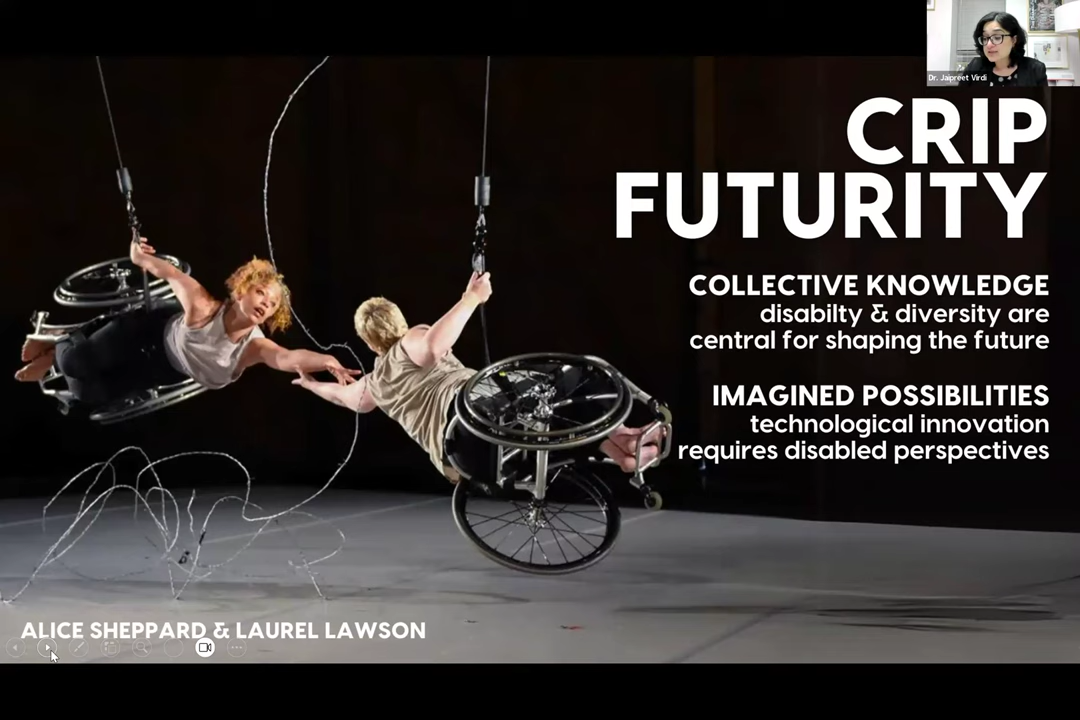 Dr. Jaipreet Virdi
CRIP
FUTURITY
COLLECTIVE KNOWLEDGE
disabilty & diversity are
central for shaping the future
IMAGINED POSSIBILITIES
technological innovation
requires disabled perspectives
ALICE SHEPPARD & LAUREL LAWSON